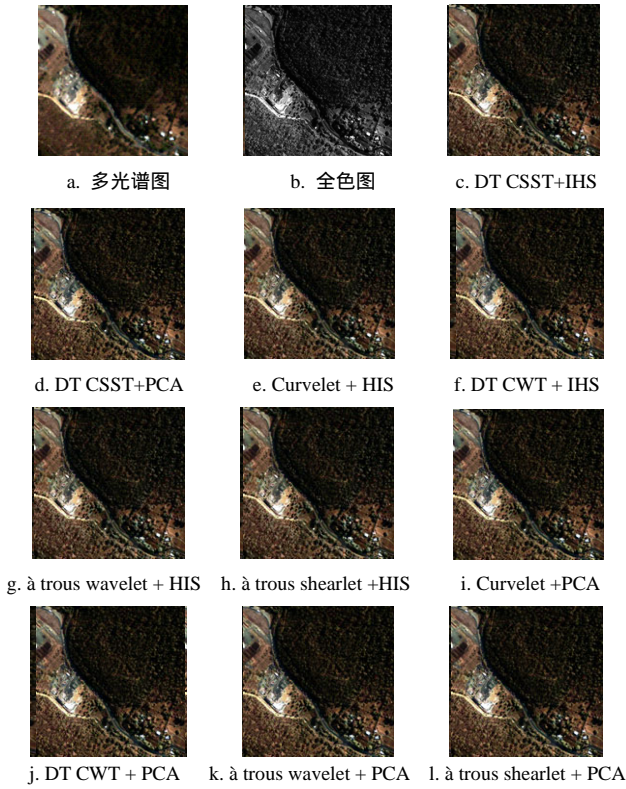 a. 多光谱图 b. 全色图 c. DT CSST+IHS
d. DT CSST+PCA e. Curvelet + HIS f. DT CWT + IHS
g. à trous wavelet + HIS h. à trous shearlet +HIS i. Curvelet +PCA
j. DT CWT + PCA k. à trous wavelet + PCA l. à trous shearlet + PCA